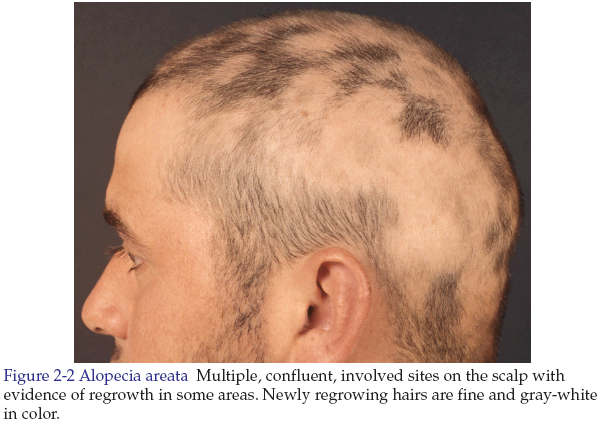 Figure 2-2 Alopecia areata Multiple, confluent, involved sites on the scalp with
evidence of regrowth in some areas. Newly regrowing hairs are fine and gray-white
in color.